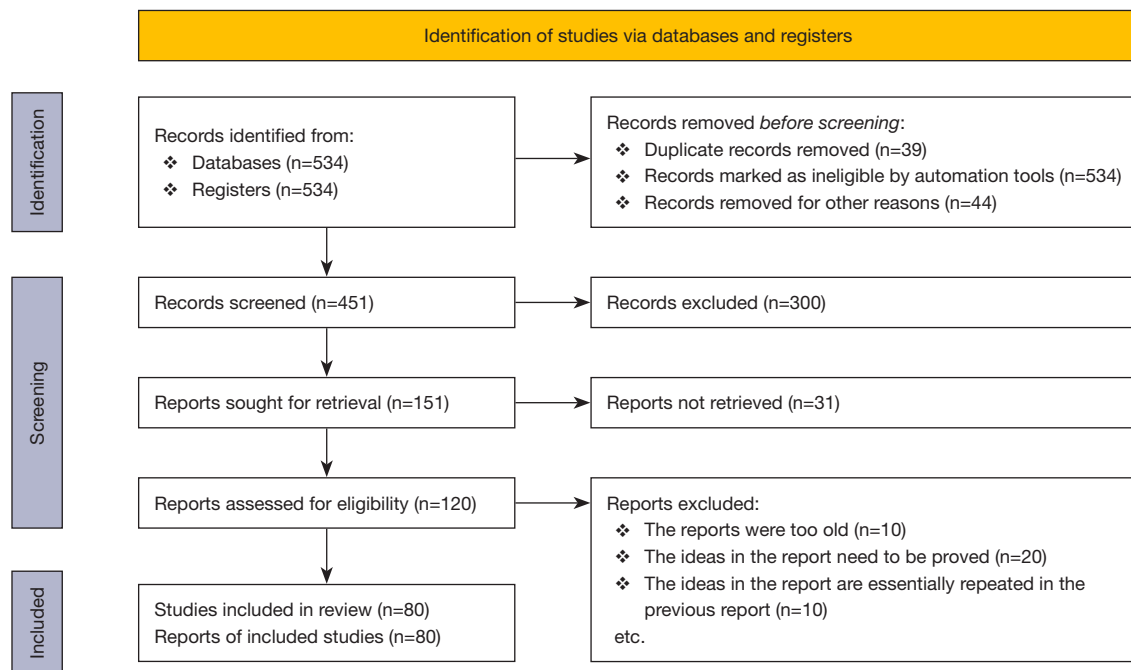 Identification of studies via databases and registers
Identification
Records identified from:
❖ Databases (n=534)
❖ Registers (n=534)
Records removed before screening:
❖ Duplicate records removed (n=39)
❖ Records marked as ineligible by automation tools (n=534)
❖ Records removed for other reasons (n=44)
Screening
Records screened (n=451)
Records excluded (n=300)
Reports sought for retrieval (n=151)
Reports not retrieved (n=31)
Reports assessed for eligibility (n=120)
Reports excluded:
❖ The reports were too old (n=10)
❖ The ideas in the report need to be proved (n=20)
❖ The ideas in the report are essentially repeated in the
previous report (n=10)
etc.
Included
Studies included in review (n=80)
Reports of included studies (n=80)